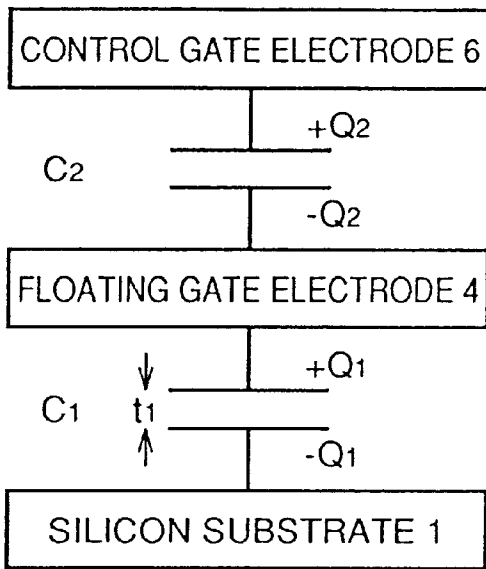 CONTROL GATE ELECTRODE 6
+Q2
C2
-Q2
FLOATING GATE ELECTRODE 4
+Q1
C1 t1
-Q1
SILICON SUBSTRATE 1